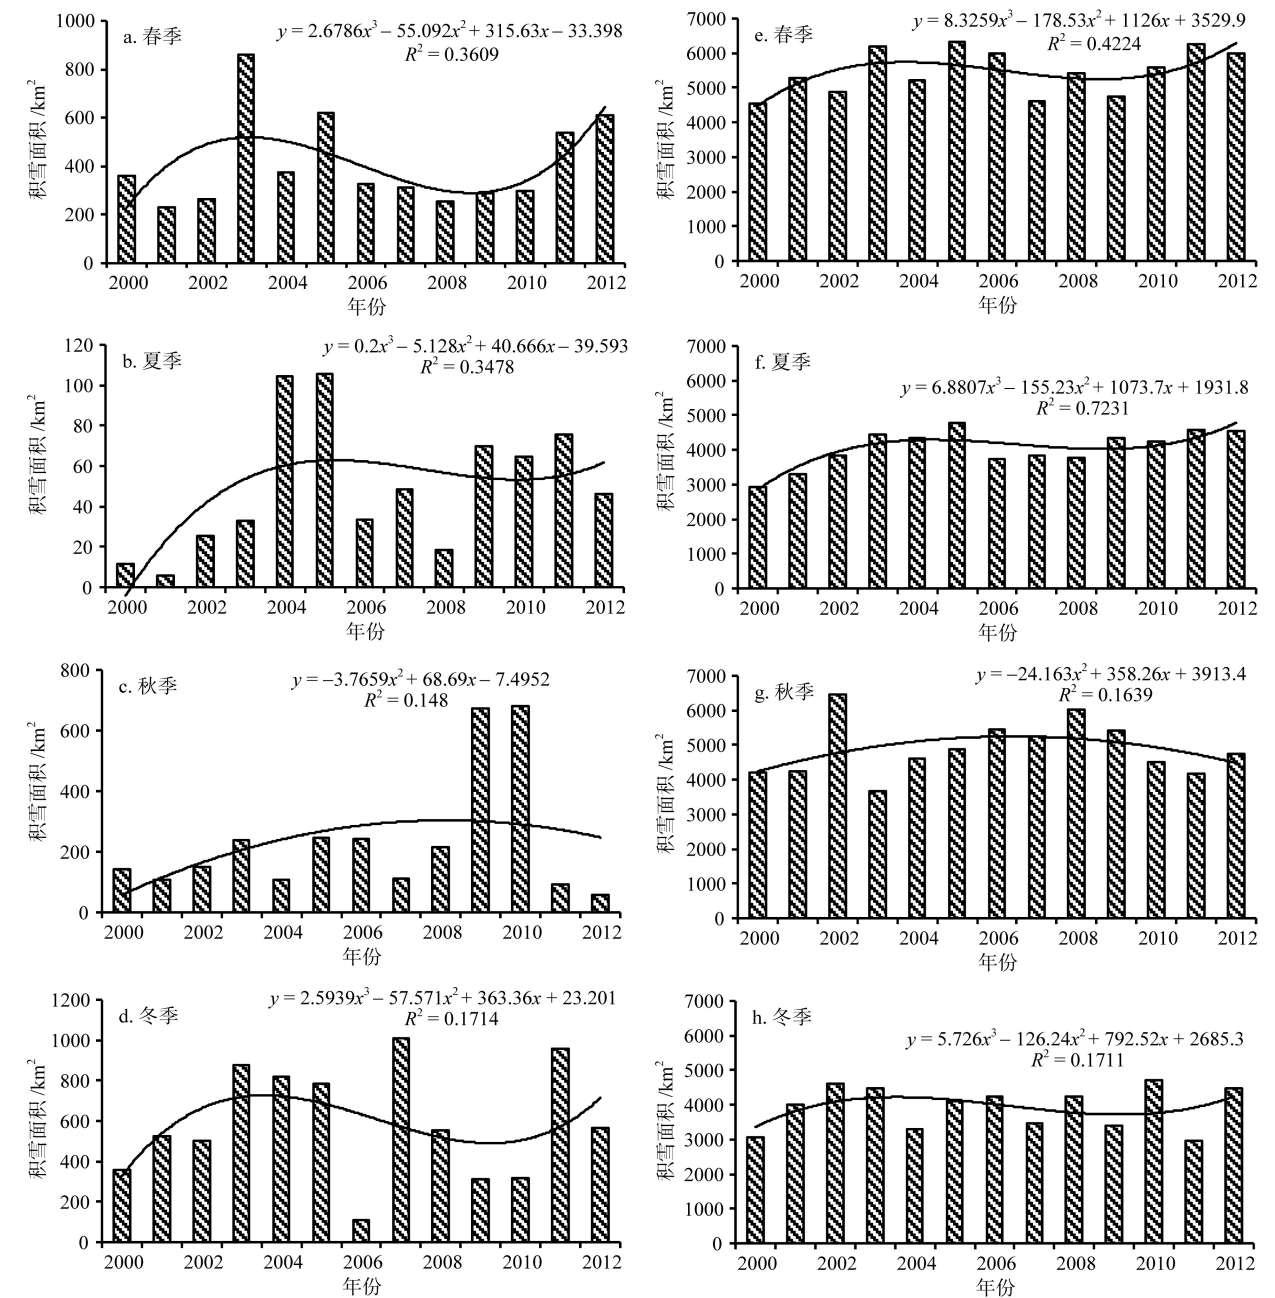 a. 春季
y = 2.6786x³ − 55.092x² + 315.63x − 33.398
R² = 0.3609
积雪面积 /km²
1000
800
600
400
200
0
2000 2002 2004 2006 2008 2010 2012
年份
e. 春季
y = 8.3259x³ − 178.53x² + 1126x + 3529.9
R² = 0.4224
积雪面积 /km²
7000
6000
5000
4000
3000
2000
1000
0
2000 2002 2004 2006 2008 2010 2012
年份
b. 夏季
y = 0.2x³ − 5.128x² + 40.666x − 39.593
R² = 0.3478
积雪面积 /km²
120
100
80
60
40
20
0
2000 2002 2004 2006 2008 2010 2012
年份
f. 夏季
y = 6.8807x³ − 155.23x² + 1073.7x + 1931.8
R² = 0.7231
积雪面积 /km²
7000
6000
5000
4000
3000
2000
1000
0
2000 2002 2004 2006 2008 2010 2012
年份
c. 秋季
y = −3.7659x² + 68.69x − 7.4952
R² = 0.148
积雪面积 /km²
800
600
400
200
0
2000 2002 2004 2006 2008 2010 2012
年份
g. 秋季
y = −24.163x² + 358.26x + 3913.4
R² = 0.1639
积雪面积 /km²
7000
6000
5000
4000
3000
2000
1000
0
2000 2002 2004 2006 2008 2010 2012
年份
d. 冬季
y = 2.5939x³ − 57.571x² + 363.36x + 23.201
R² = 0.1714
积雪面积 /km²
1200
1000
800
600
400
200
0
2000 2002 2004 2006 2008 2010 2012
年份
h. 冬季
y = 5.726x³ − 126.24x² + 792.52x + 2685.3
R² = 0.1711
积雪面积 /km²
7000
6000
5000
4000
3000
2000
1000
0
2000 2002 2004 2006 2008 2010 2012
年份